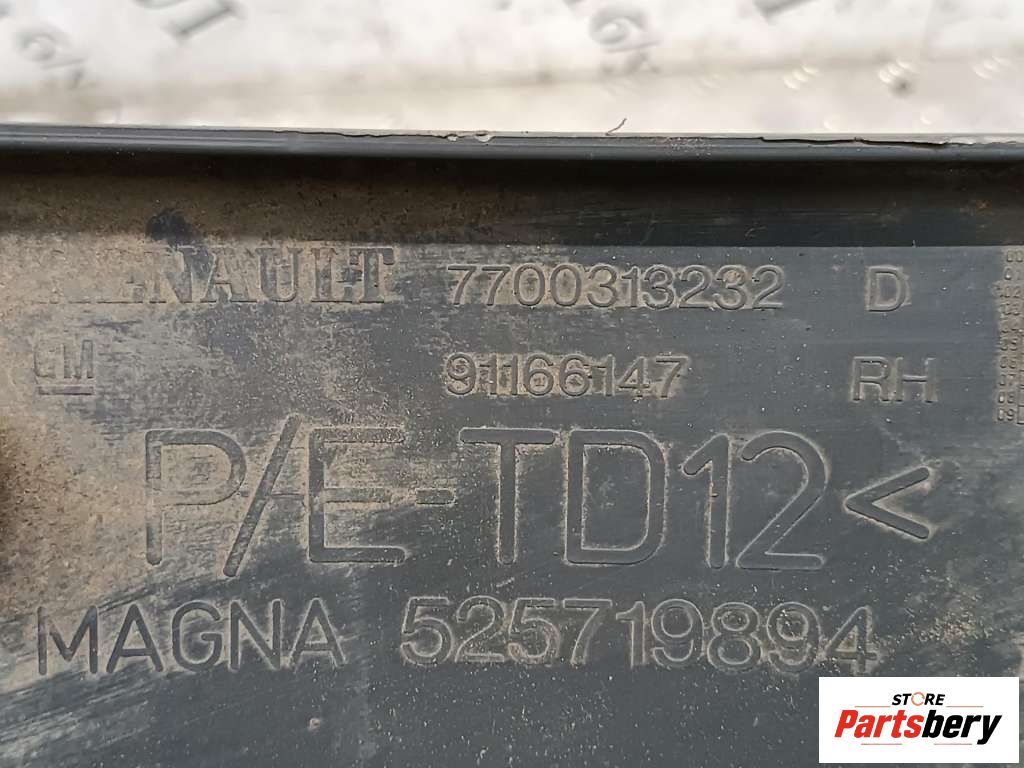 RENAULT 7700313232 D
GM 91166147 RH
P/E-TD12<
MAGNA 525719894
STORE
Partsbery